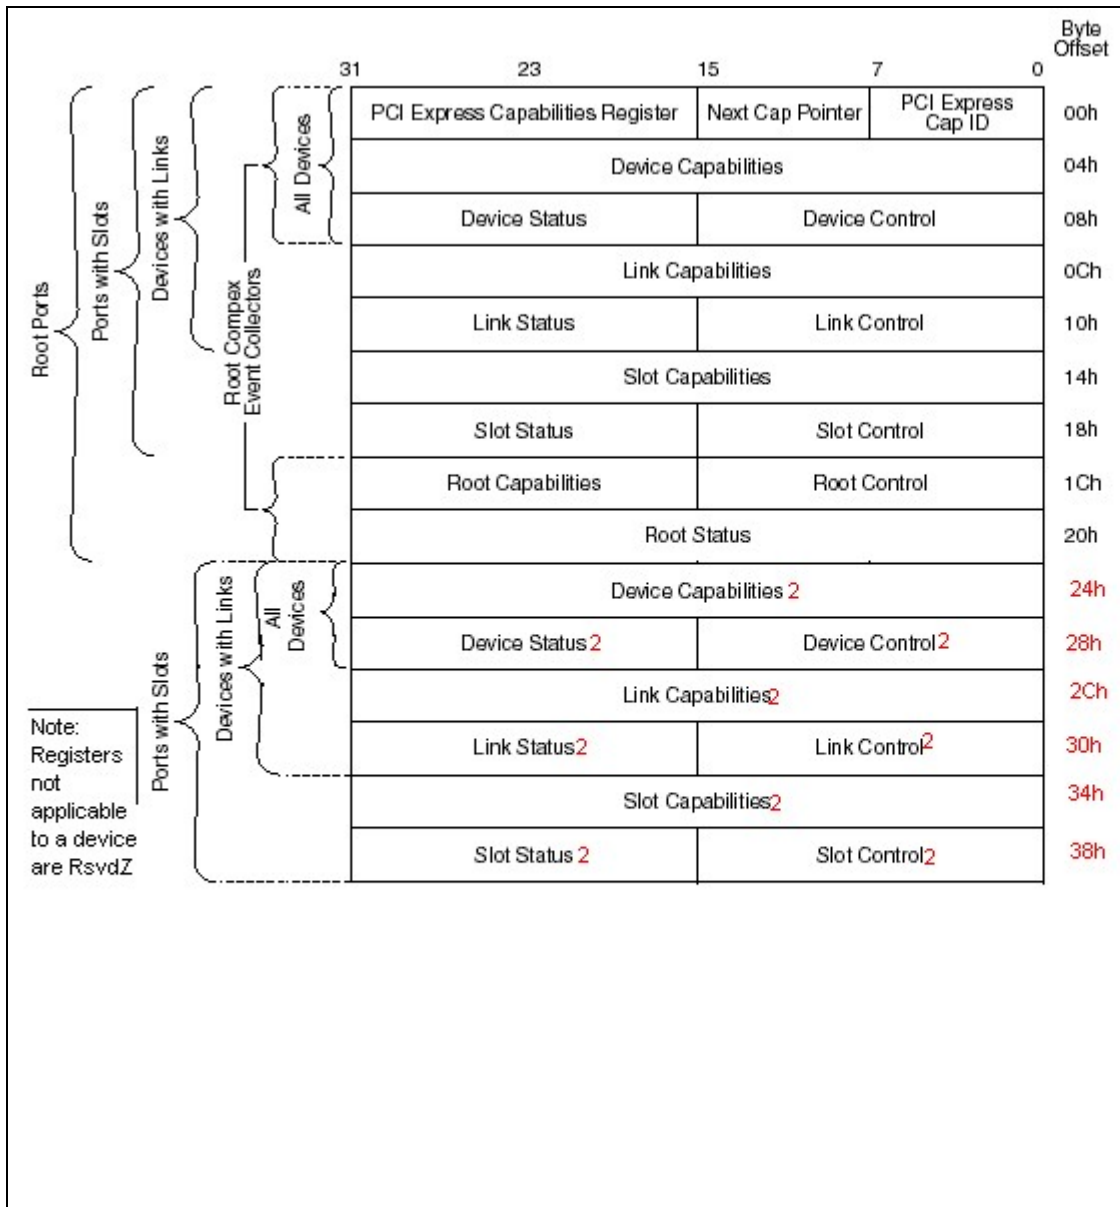 Byte
Offset
31 23 15 7 0
PCI Express Capabilities Register Next Cap Pointer PCI Express
Cap ID
00h
Device Capabilities 04h
Device Status Device Control 08h
Link Capabilities 0Ch
Link Status Link Control 10h
Slot Capabilities 14h
Slot Status Slot Control 18h
Root Capabilities Root Control 1Ch
Root Status 20h
Device Capabilities 2 24h
Device Status 2 Device Control 2 28h
Link Capabilities 2 2Ch
Link Status 2 Link Control 2 30h
Slot Capabilities 2 34h
Slot Status 2 Slot Control 2 38h
Root Ports
Ports with Slots
Devices with Links
Root Compex
Event Collectors
All Devices
Ports with Slots
Devices with Links
All
Devices
Note:
Registers
not
applicable
to a device
are RsvdZ